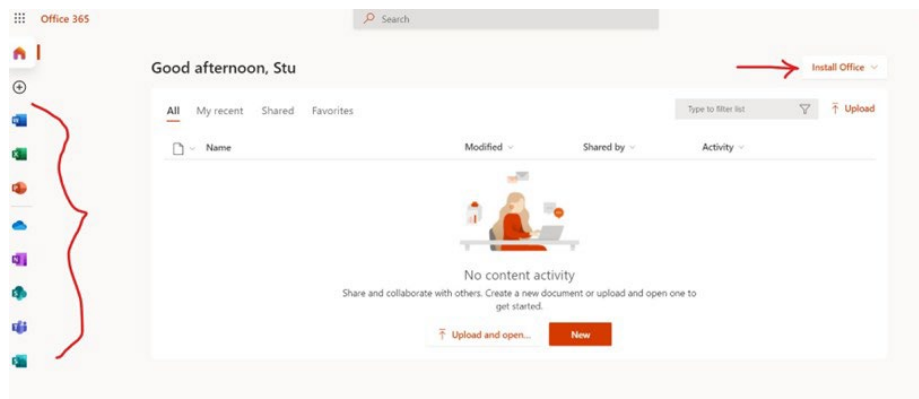 Office 365
Search
Good afternoon, Stu
Install Office
All My recent Shared Favorites
Type to filter list
Upload
Name Modified Shared by Activity
No content activity
Share and collaborate with others. Create a new document or upload and open one to
get started.
Upload and open... New